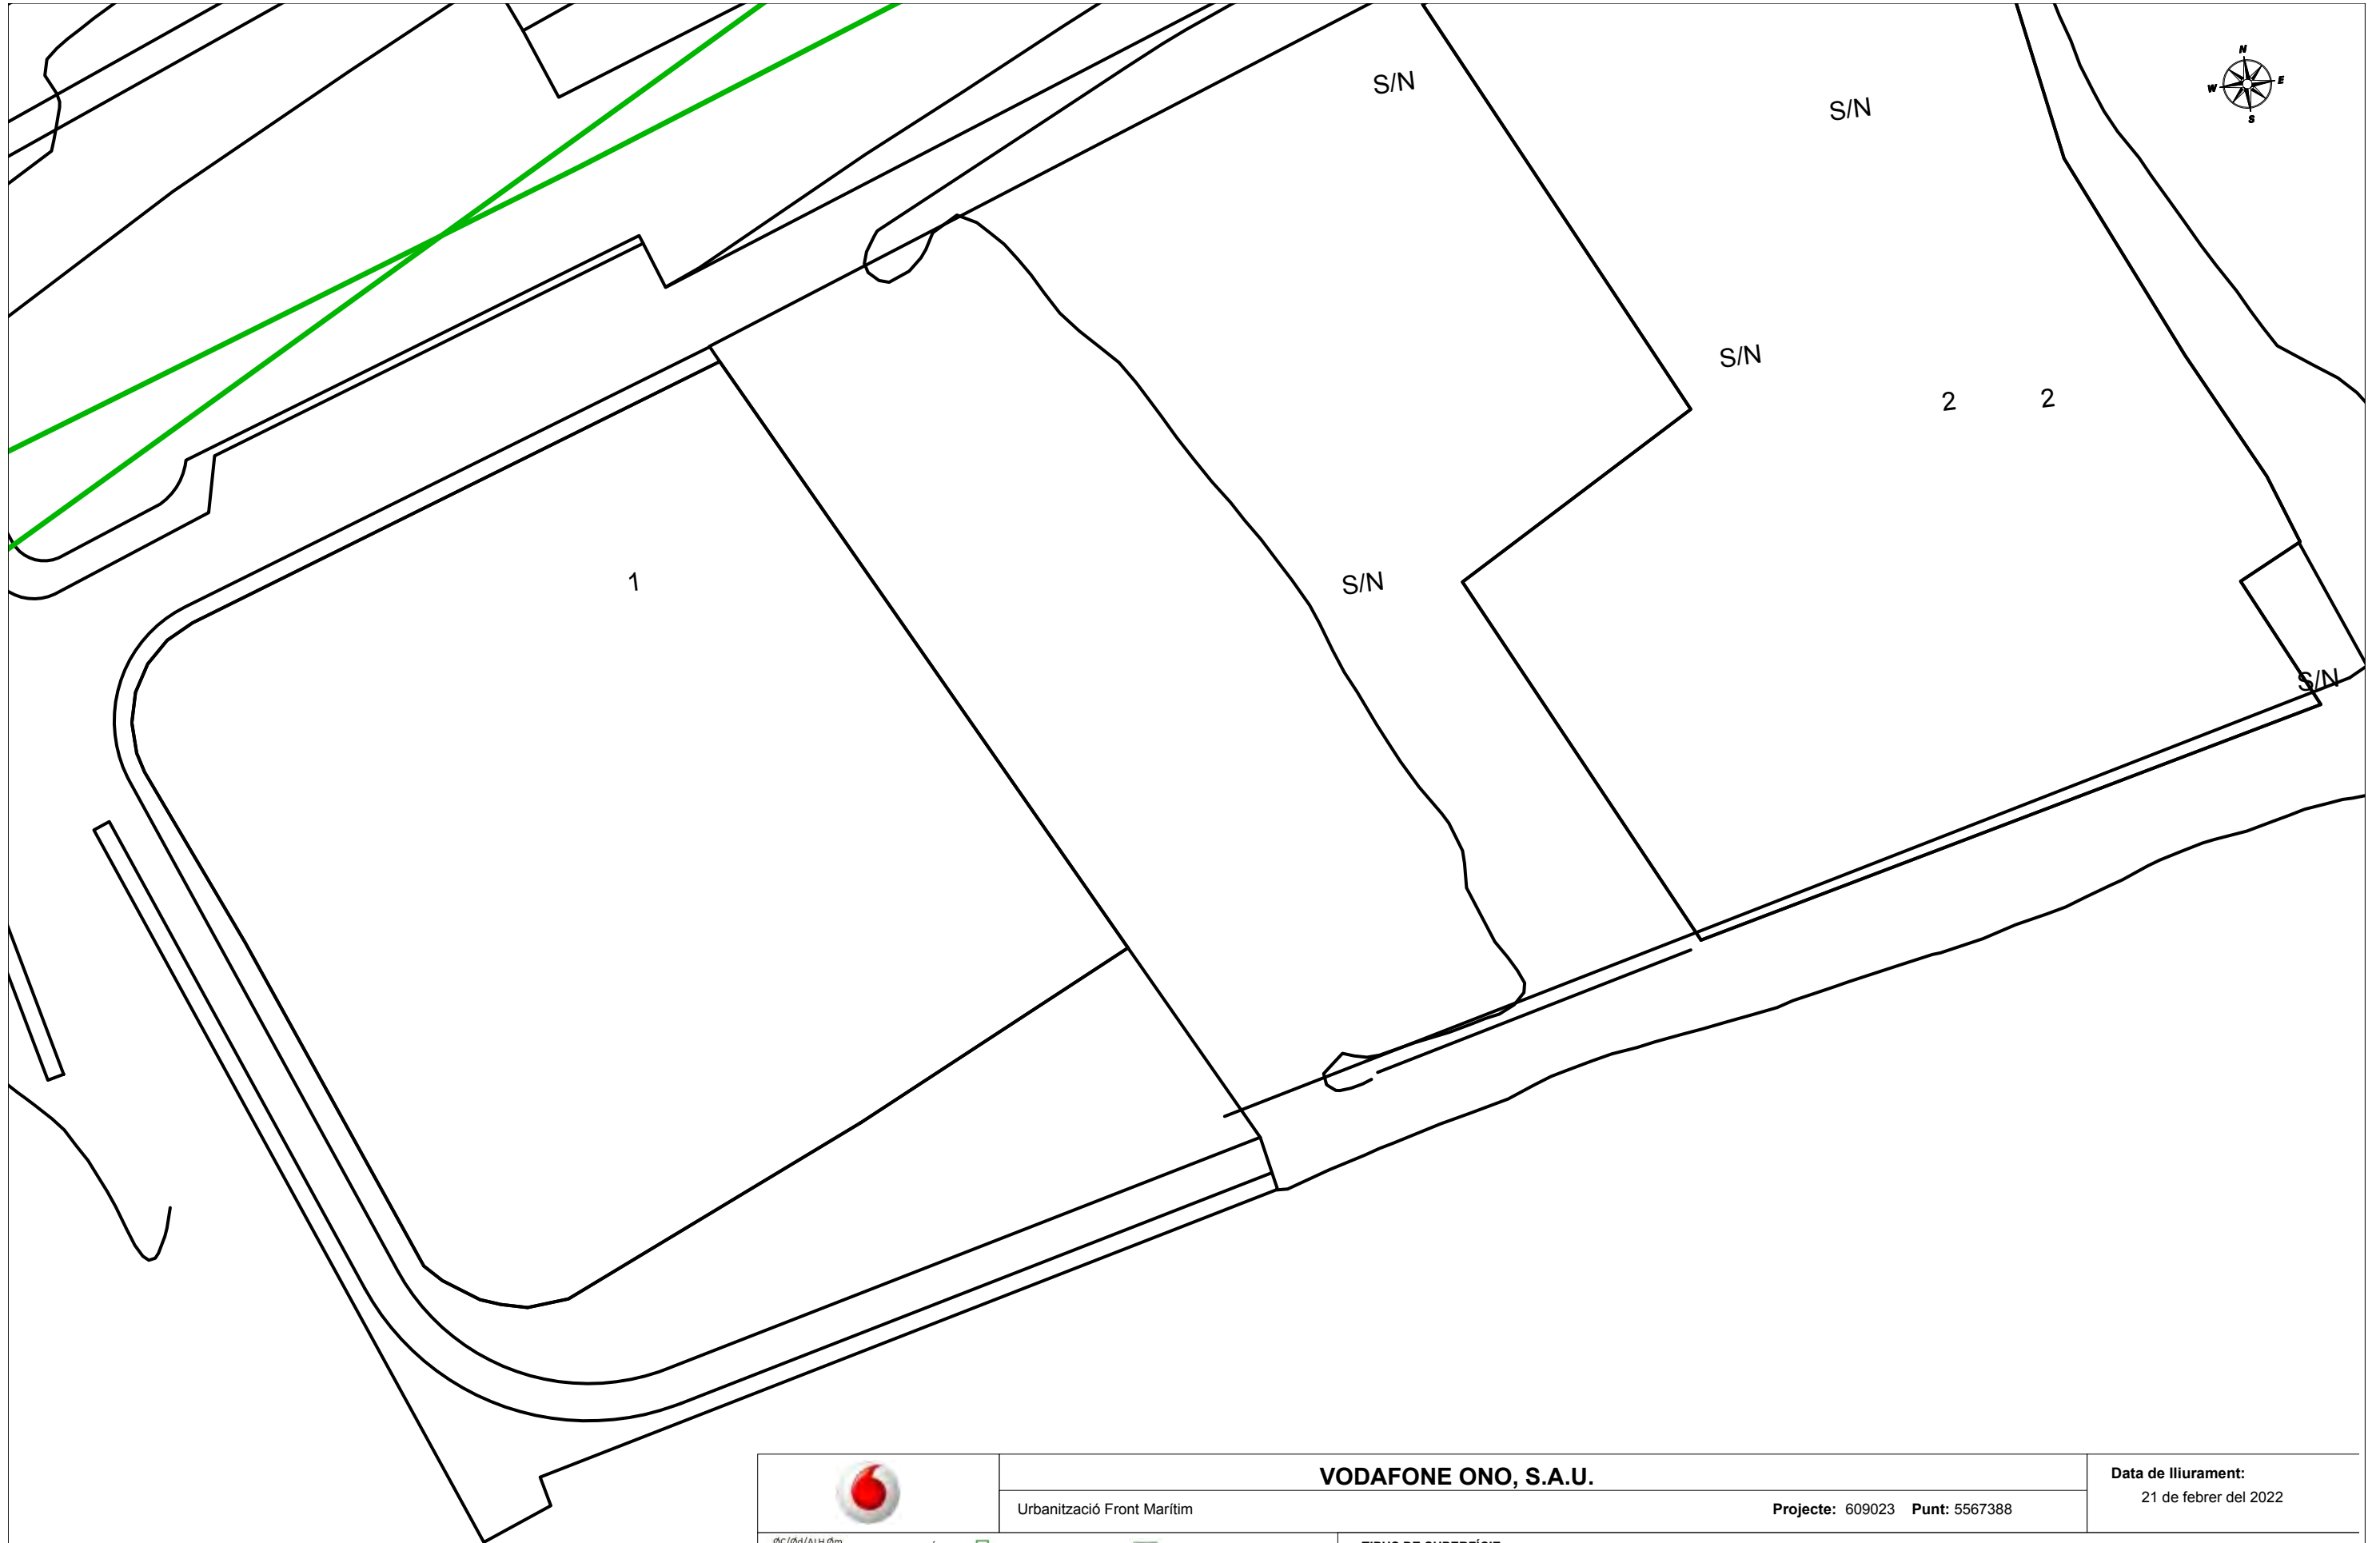 N
S/N
S/N
W
E
S
S/N
2 2
1
S/N
S/N
VODAFONE ONO, S.A.U.
Data de lliurament:
21 de febrer del 2022
Urbanització Front Marítim
Projecte: 609023 Punt: 5567388